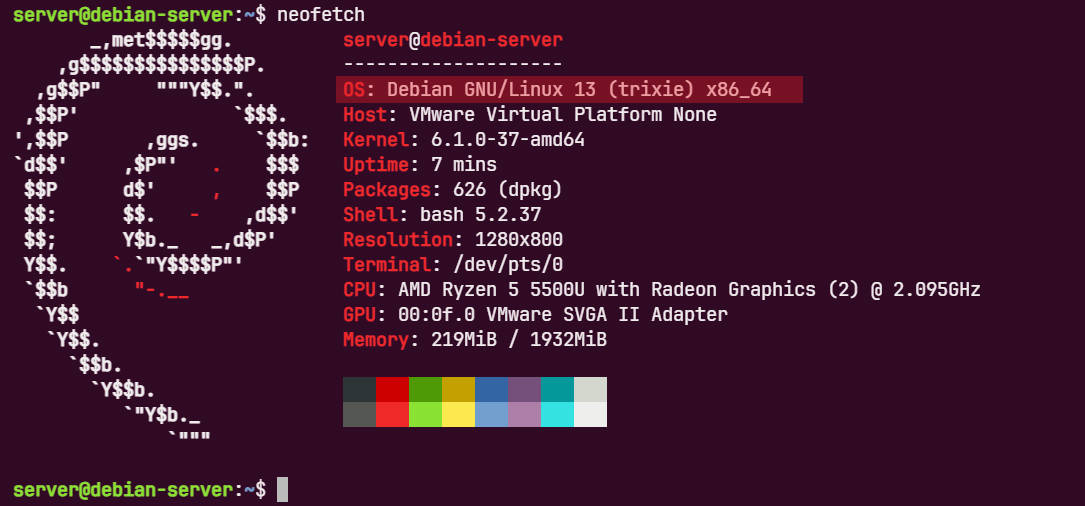 server@debian-server:~$ neofetch
       _,met$$$$$gg.          server@debian-server
    ,g$$$$$$$$$$$$$$$P.       --------------------
  ,g$$P"     """Y$$.".        OS: Debian GNU/Linux 13 (trixie) x86_64
 ,$$P'              `$$$.     Host: VMware Virtual Platform None
',$$P       ,ggs.     `$$b:   Kernel: 6.1.0-37-amd64
`d$$'     ,$P"'   .    $$$    Uptime: 7 mins
 $$P      d$'     ,    $$P    Packages: 626 (dpkg)
 $$:      $$.   -    ,d$$'    Shell: bash 5.2.37
 $$;      Y$b._   _,d$P'      Resolution: 1280x800
 Y$$.    `.`"Y$$$$P"'         Terminal: /dev/pts/0
 `$$b      "-.__              CPU: AMD Ryzen 5 5500U with Radeon Graphics (2) @ 2.095GHz
  `Y$$                        GPU: 00:0f.0 VMware SVGA II Adapter
   `Y$$.                      Memory: 219MiB / 1932MiB
     `$$b.
       `Y$$b.
          `"Y$b._
              `"""
server@debian-server:~$